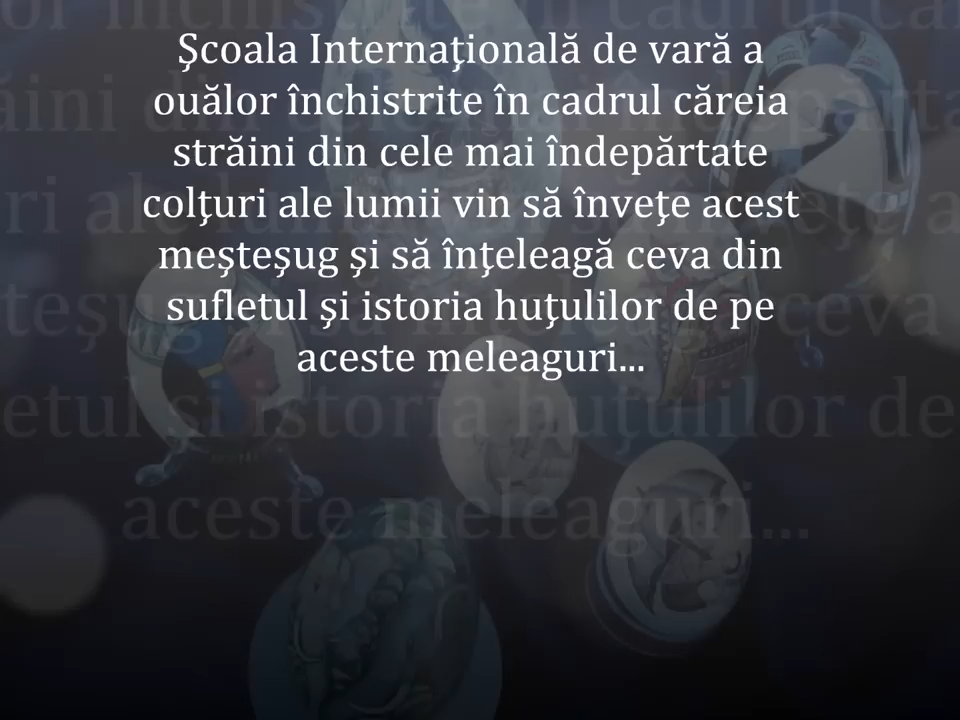 Şcoala Internaţională de vară a
ouălor închistrite în cadrul căreia
străini din cele mai îndepărtate
colţuri ale lumii vin să înveţe acest
meşteşug şi să înţeleagă ceva din
sufletul şi istoria huţulilor de pe
aceste meleaguri...